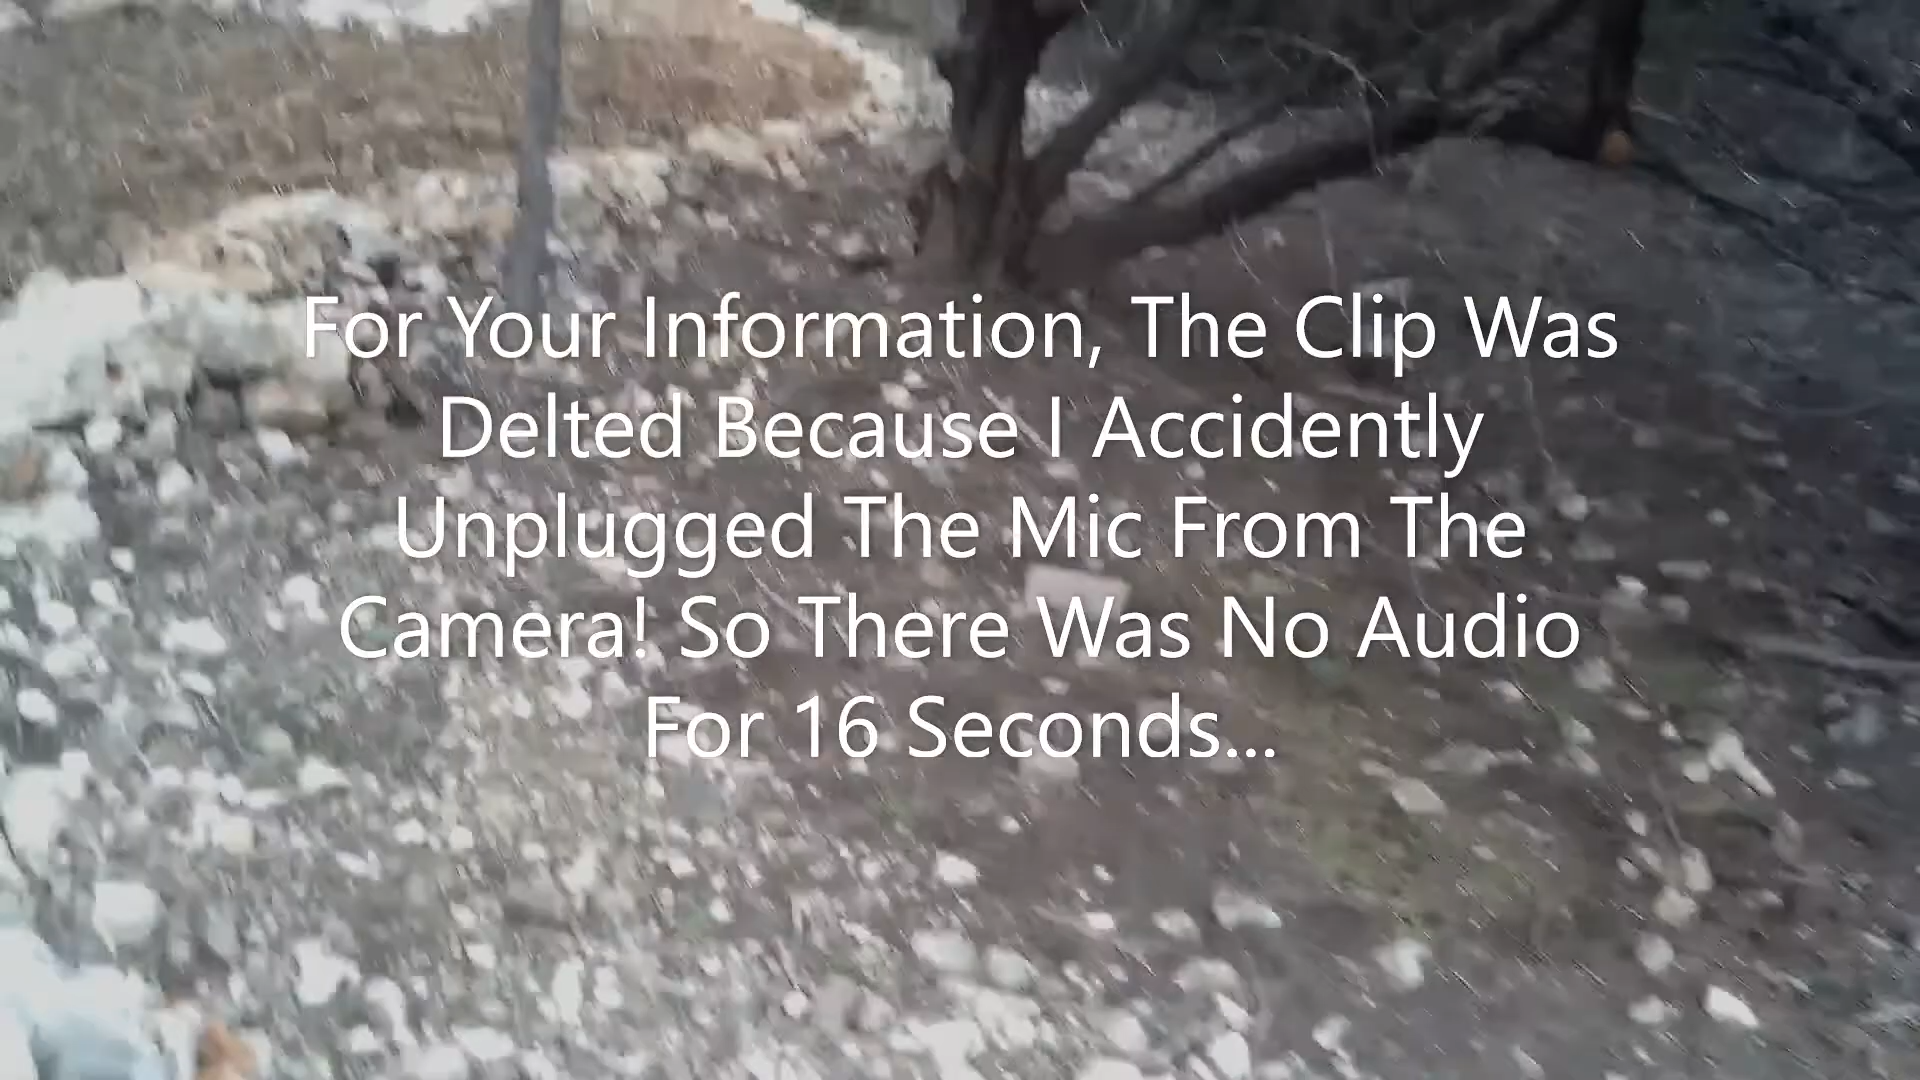 For Your Information, The Clip Was
Delted Because I Accidently
Unplugged The Mic From The
Camera! So There Was No Audio
For 16 Seconds...